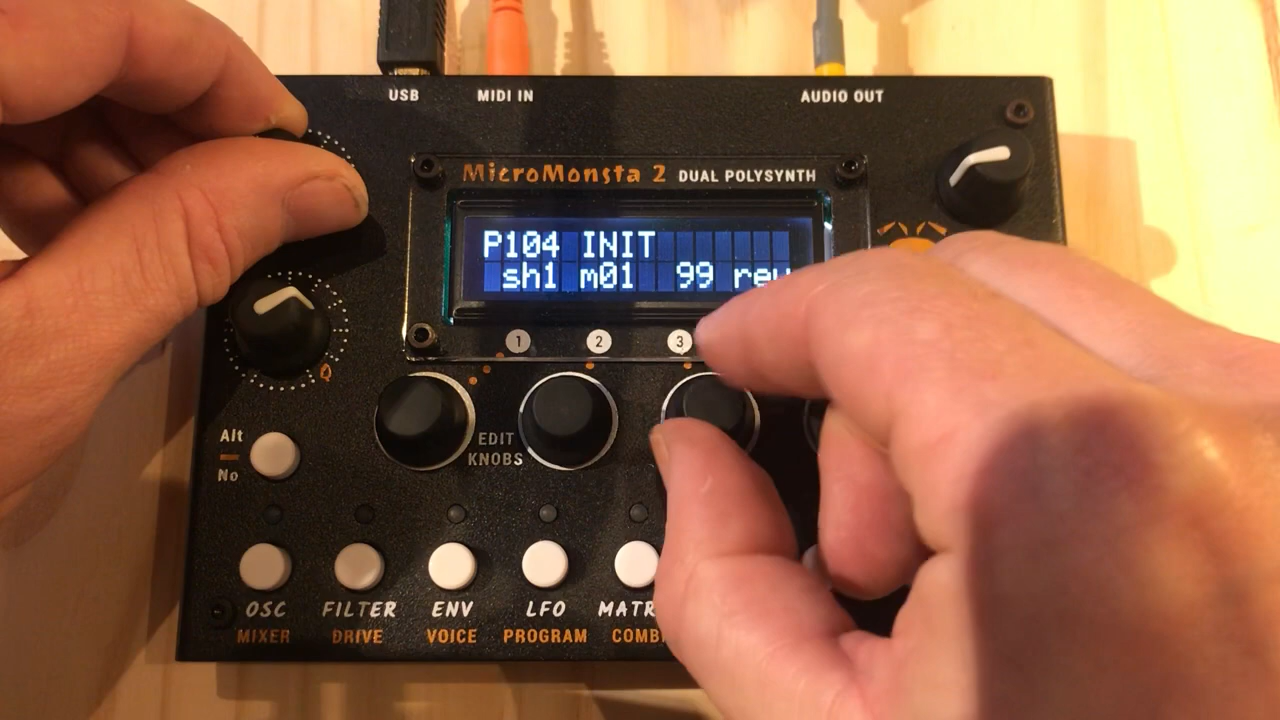 USB MIDI IN AUDIO OUT
MicroMonsta 2 DUAL POLYSYNTH
P104 INIT
sh1 m01 99 rev
1 2 3
Q
EDIT
KNOBS
Alt
No
OSC FILTER ENV LFO
MIXER DRIVE VOICE PROGRAM